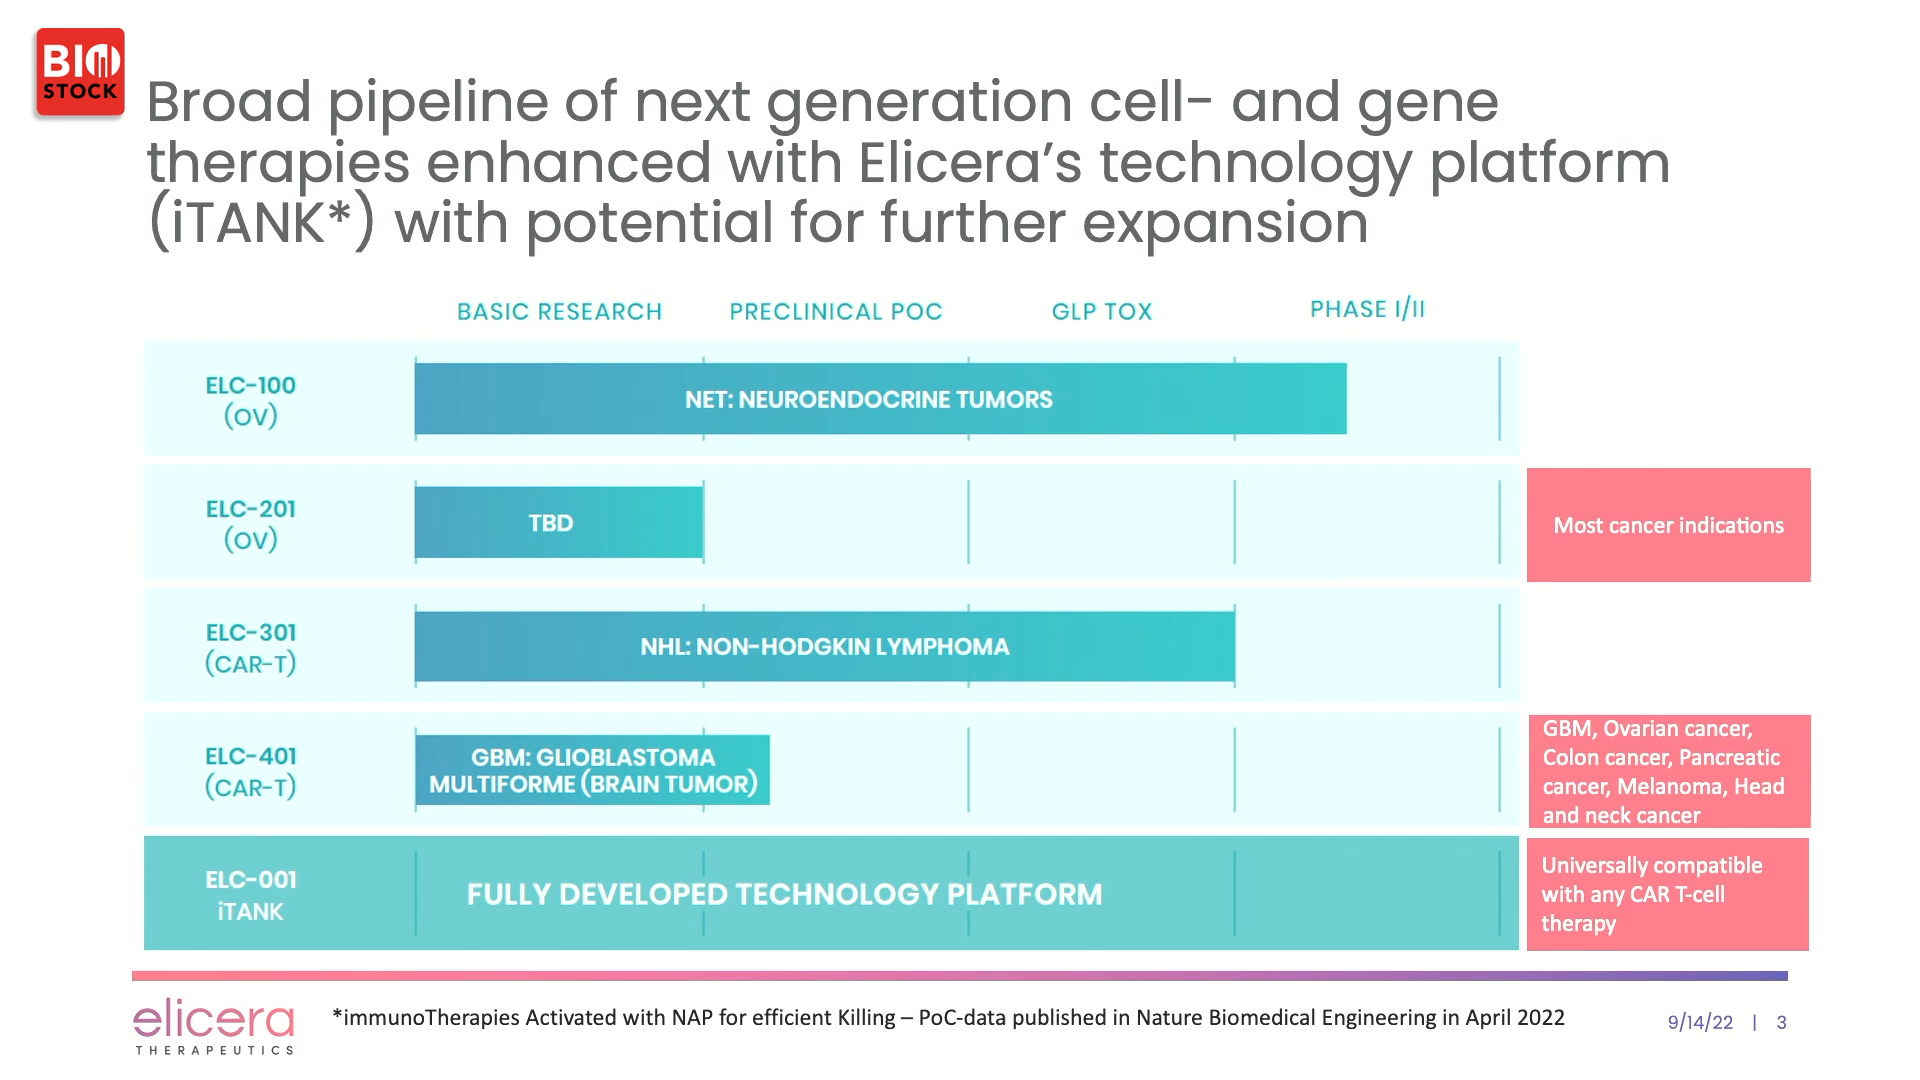 BIO
STOCK
Broad pipeline of next generation cell- and gene
therapies enhanced with Elicera’s technology platform
(iTANK*) with potential for further expansion
BASIC RESEARCH
PRECLINICAL POC
GLP TOX
PHASE I/II
ELC-100
(OV)
NET: NEUROENDOCRINE TUMORS
ELC-201
(OV)
TBD
Most cancer indications
ELC-301
(CAR-T)
NHL: NON-HODGKIN LYMPHOMA
ELC-401
(CAR-T)
GBM: GLIOBLASTOMA
MULTIFORME (BRAIN TUMOR)
GBM, Ovarian cancer,
Colon cancer, Pancreatic
cancer, Melanoma, Head
and neck cancer
ELC-001
iTANK
FULLY DEVELOPED TECHNOLOGY PLATFORM
Universally compatible
with any CAR T-cell
therapy
elicera
THERAPEUTICS
*immunoTherapies Activated with NAP for efficient Killing – PoC-data published in Nature Biomedical Engineering in April 2022
9/14/22 | 3